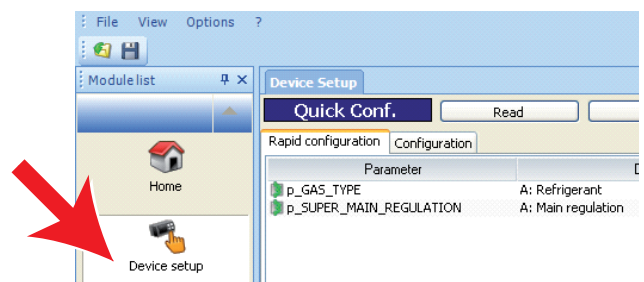 File View Options ?
Module list
Device Setup
Quick Conf. Read
Rapid configuration Configuration
Parameter
p_GAS_TYPE A: Refrigerant
p_SUPER_MAIN_REGULATION A: Main regulation
Home
Device setup